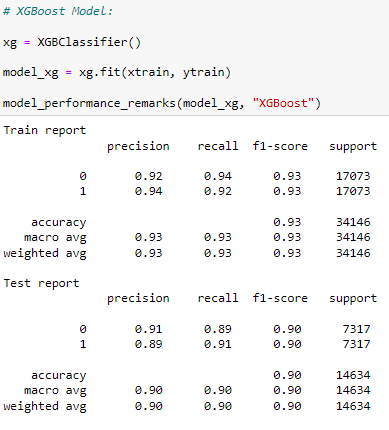 # XGBoost Model:
xg = XGBClassifier()
model_xg = xg.fit(xtrain, ytrain)
model_performance_remarks(model_xg, "XGBoost")
Train report
precision recall f1-score support
0 0.92 0.94 0.93 17073
1 0.94 0.92 0.93 17073
accuracy 0.93 34146
macro avg 0.93 0.93 0.93 34146
weighted avg 0.93 0.93 0.93 34146
Test report
precision recall f1-score support
0 0.91 0.89 0.90 7317
1 0.89 0.91 0.90 7317
accuracy 0.90 14634
macro avg 0.90 0.90 0.90 14634
weighted avg 0.90 0.90 0.90 14634